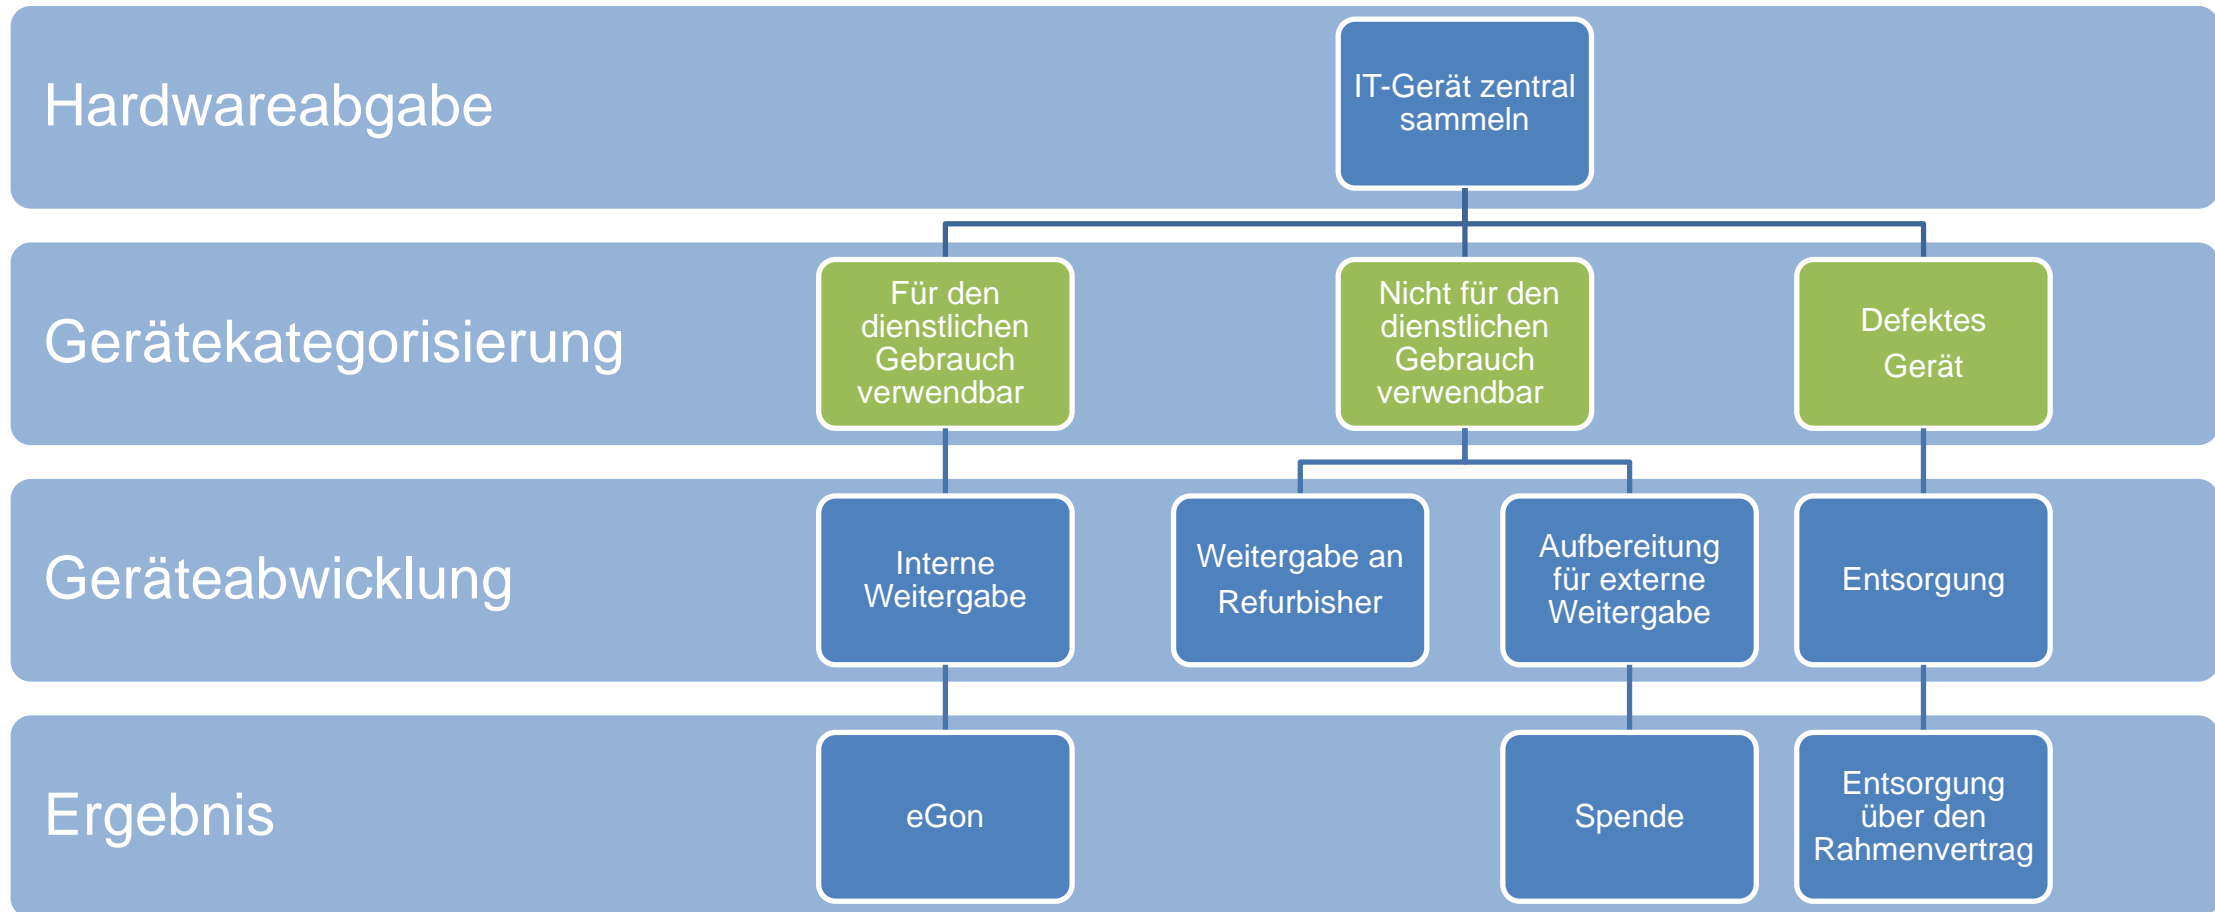 Hardwareabgabe
IT-Gerät zentral
sammeln
Gerätekategorisierung
Für den
dienstlichen
Gebrauch
verwendbar
Nicht für den
dienstlichen
Gebrauch
verwendbar
Defektes
Gerät
Geräteabwicklung
Interne
Weitergabe
Weitergabe an
Refurbisher
Aufbereitung
für externe
Weitergabe
Entsorgung
Ergebnis
eGon
Spende
Entsorgung
über den
Rahmenvertrag